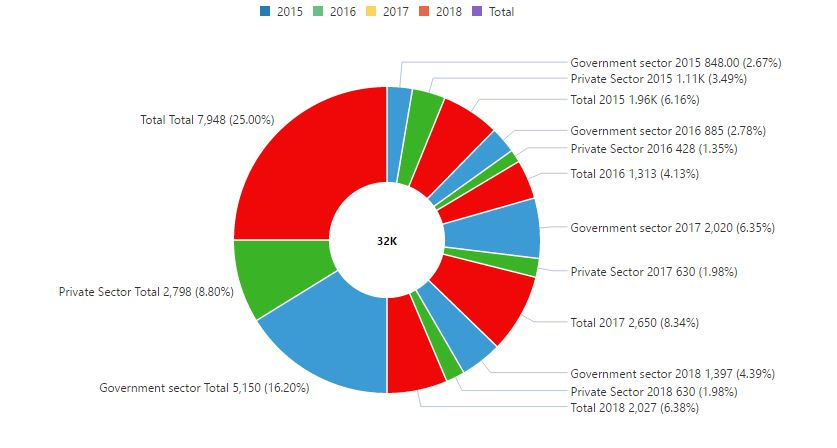 2015 2016 2017 2018 Total
Government sector 2015 848.00 (2.67%)
Private Sector 2015 1.11K (3.49%)
Total 2015 1.96K (6.16%)
Government sector 2016 885 (2.78%)
Private Sector 2016 428 (1.35%)
Total 2016 1,313 (4.13%)
Government sector 2017 2,020 (6.35%)
Private Sector 2017 630 (1.98%)
Total 2017 2,650 (8.34%)
Government sector 2018 1,397 (4.39%)
Private Sector 2018 630 (1.98%)
Total 2018 2,027 (6.38%)
Government sector Total 5,150 (16.20%)
Private Sector Total 2,798 (8.80%)
Total Total 7,948 (25.00%)
32K